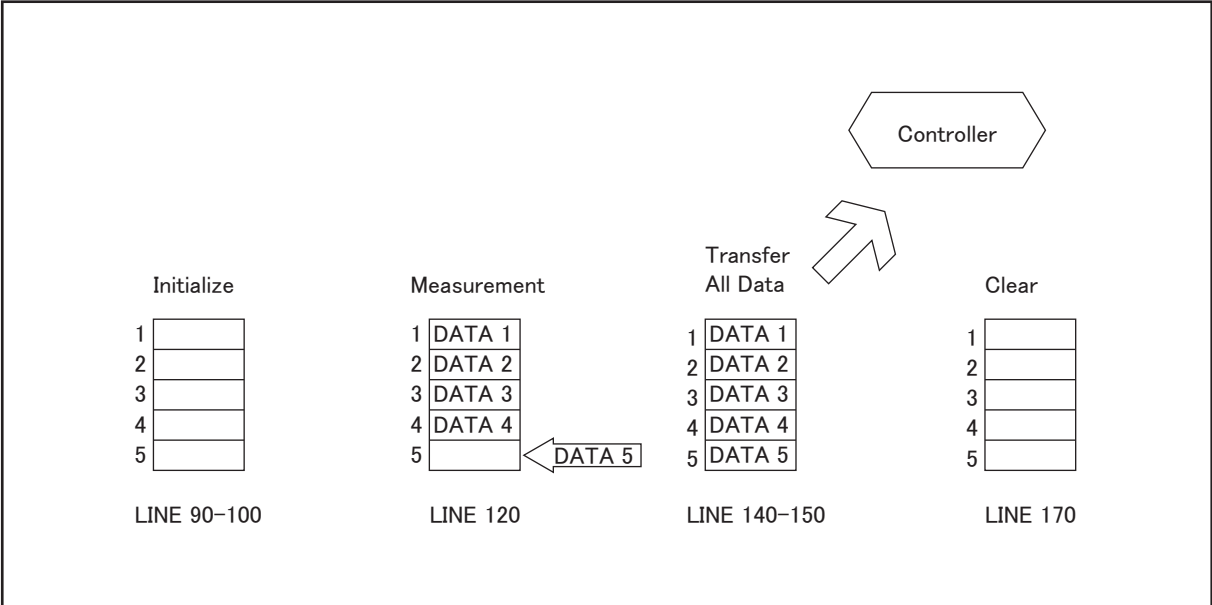 Controller
Initialize
1
2
3
4
5
LINE 90-100
Measurement
1 DATA 1
2 DATA 2
3 DATA 3
4 DATA 4
5 DATA 5
LINE 120
Transfer
All Data
1 DATA 1
2 DATA 2
3 DATA 3
4 DATA 4
5 DATA 5
LINE 140-150
Clear
1
2
3
4
5
LINE 170